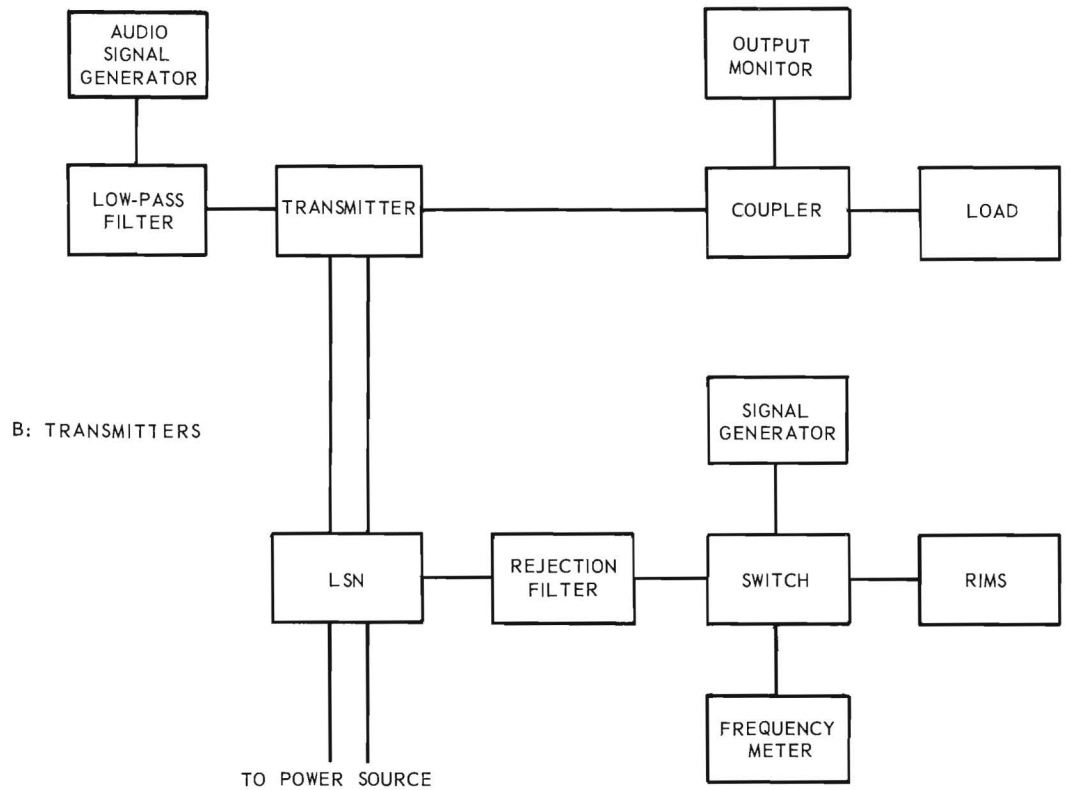 AUDIO
SIGNAL
GENERATOR
OUTPUT
MONITOR
LOW-PASS
FILTER
TRANSMITTER
COUPLER
LOAD
B: TRANSMITTERS
SIGNAL
GENERATOR
LSN
REJECTION
FILTER
SWITCH
RIMS
FREQUENCY
METER
TO POWER SOURCE